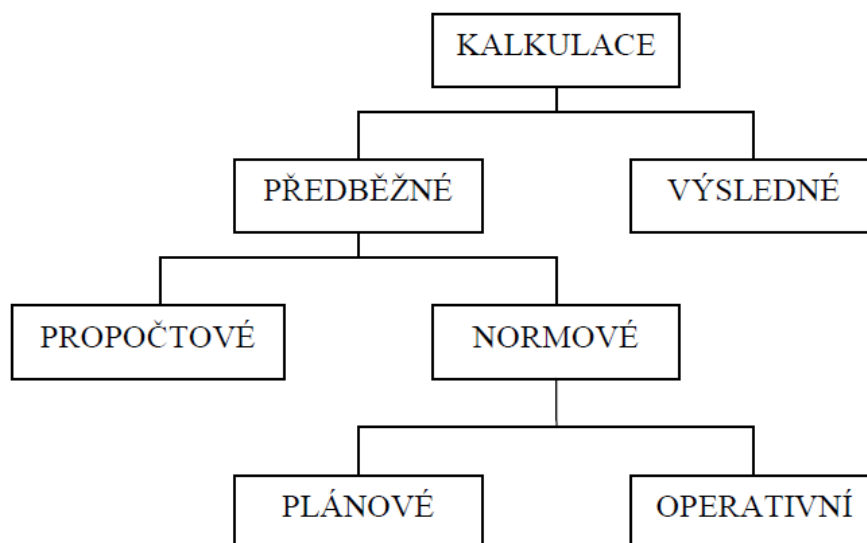 KALKULACE
PŘEDBĚŽNÉ
VÝSLEDNÉ
PROPOČTOVÉ
NORMOVÉ
PLÁNOVÉ
OPERATIVNÍ